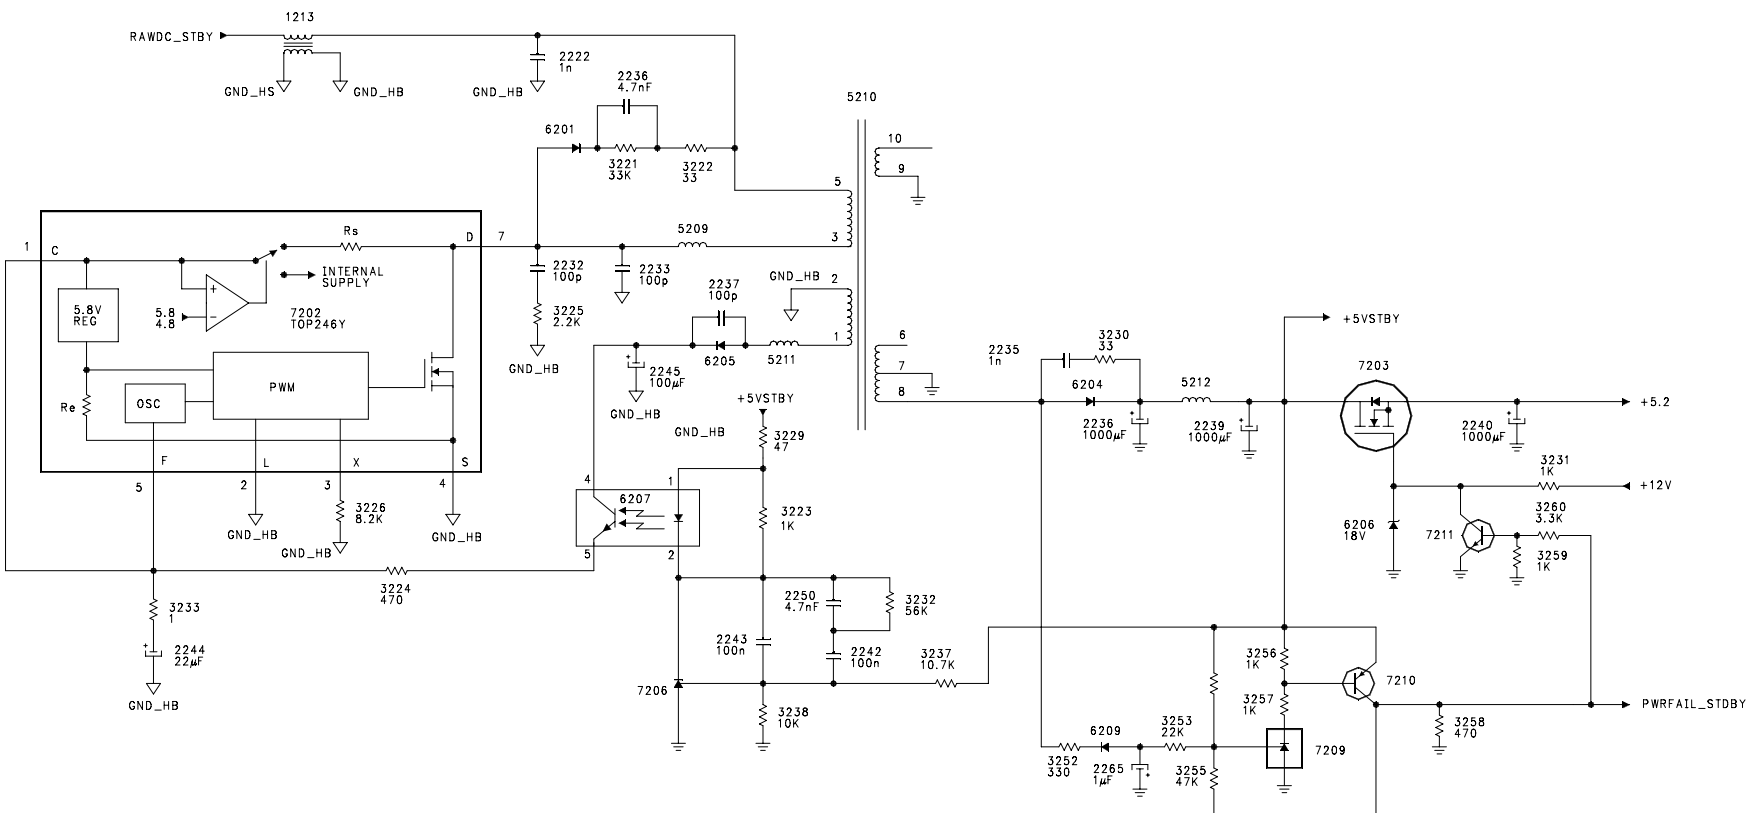 1213
RAWDC_STBY
GND_HS
GND_HB
2222
1n
GND_HB
2236
4.7nF
6201
3221
33K
3222
33
5210
10
9
5
3
5209
Rs
D
7
1
C
INTERNAL
SUPPLY
+
-
5.8
4.8
7202
TOP246Y
5.8V
REG
2232
100p
2233
100p
3225
2.2K
GND_HB
GND_HB
2
2237
100p
1
6205
5211
2245
100µF
GND_HB
PWM
OSC
Re
F
L
X
S
5
2
3
4
GND_HB
3226
8.2K
GND_HB
GND_HB
+5VSTBY
GND_HB
3229
47
4
1
6207
5
2
3223
1K
3224
470
3233
1
2244
22µF
GND_HB
2250
4.7nF
3232
56K
2243
100n
2242
100n
3237
10.7K
7206
3238
10K
6
7
8
2235
1n
3230
33
6204
5212
2236
1000µF
2239
1000µF
+5VSTBY
7203
+5.2
2240
1000µF
3231
1K
+12V
3260
3.3K
6206
18V
7211
3259
1K
3256
1K
3257
1K
7210
PWRFAIL_STDBY
3258
470
7209
6209
3253
22K
3252
330
2265
1µF
3255
47K